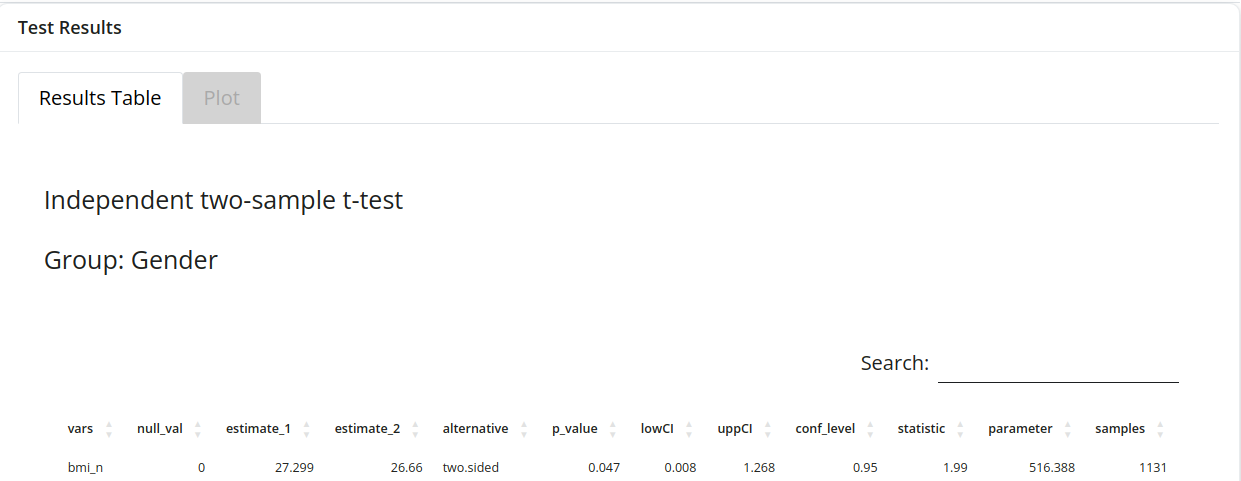 Test Results
Results Table Plot
Independent two-sample t-test
Group: Gender
Search:
vars null_val estimate_1 estimate_2 alternative p_value lowCI uppCI conf_level statistic parameter samples
bmi_n 0 27.299 26.66 two.sided 0.047 0.008 1.268 0.95 1.99 516.388 1131